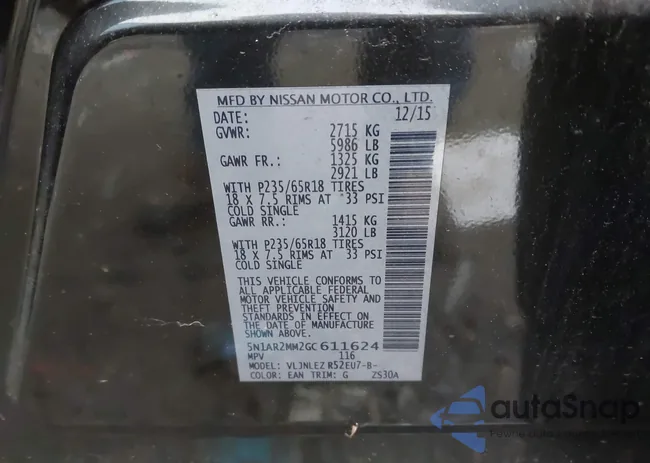 MFD BY NISSAN MOTOR CO., LTD.
DATE: 12/15
GVWR: 2715 KG
5986 LB
GAWR FR.: 1325 KG
2921 LB
WITH P235/65R18 TIRES
18 X 7.5 RIMS AT 33 PSI
COLD SINGLE
GAWR RR.: 1415 KG
3120 LB
WITH P235/65R18 TIRES
18 X 7.5 RIMS AT 33 PSI
COLD SINGLE
THIS VEHICLE CONFORMS TO
ALL APPLICABLE FEDERAL
MOTOR VEHICLE SAFETY AND
THEFT PREVENTION
STANDARDS IN EFFECT ON
THE DATE OF MANUFACTURE
SHOWN ABOVE.
5N1AR2MM2GC611624
MPV 116
MODEL: VLJNLEZ R52EU7-B-
COLOR: EAN TRIM: G ZS30A
autaSnap